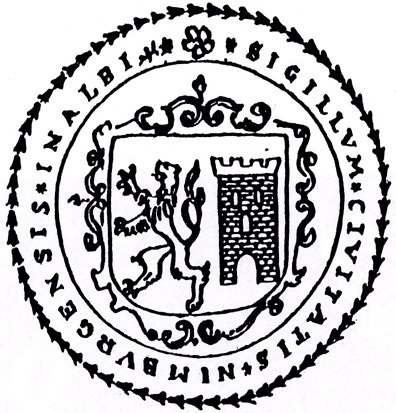 * SIGILLVM * CIVITATIS * NIMBVRGENSIS * IN ALBI *